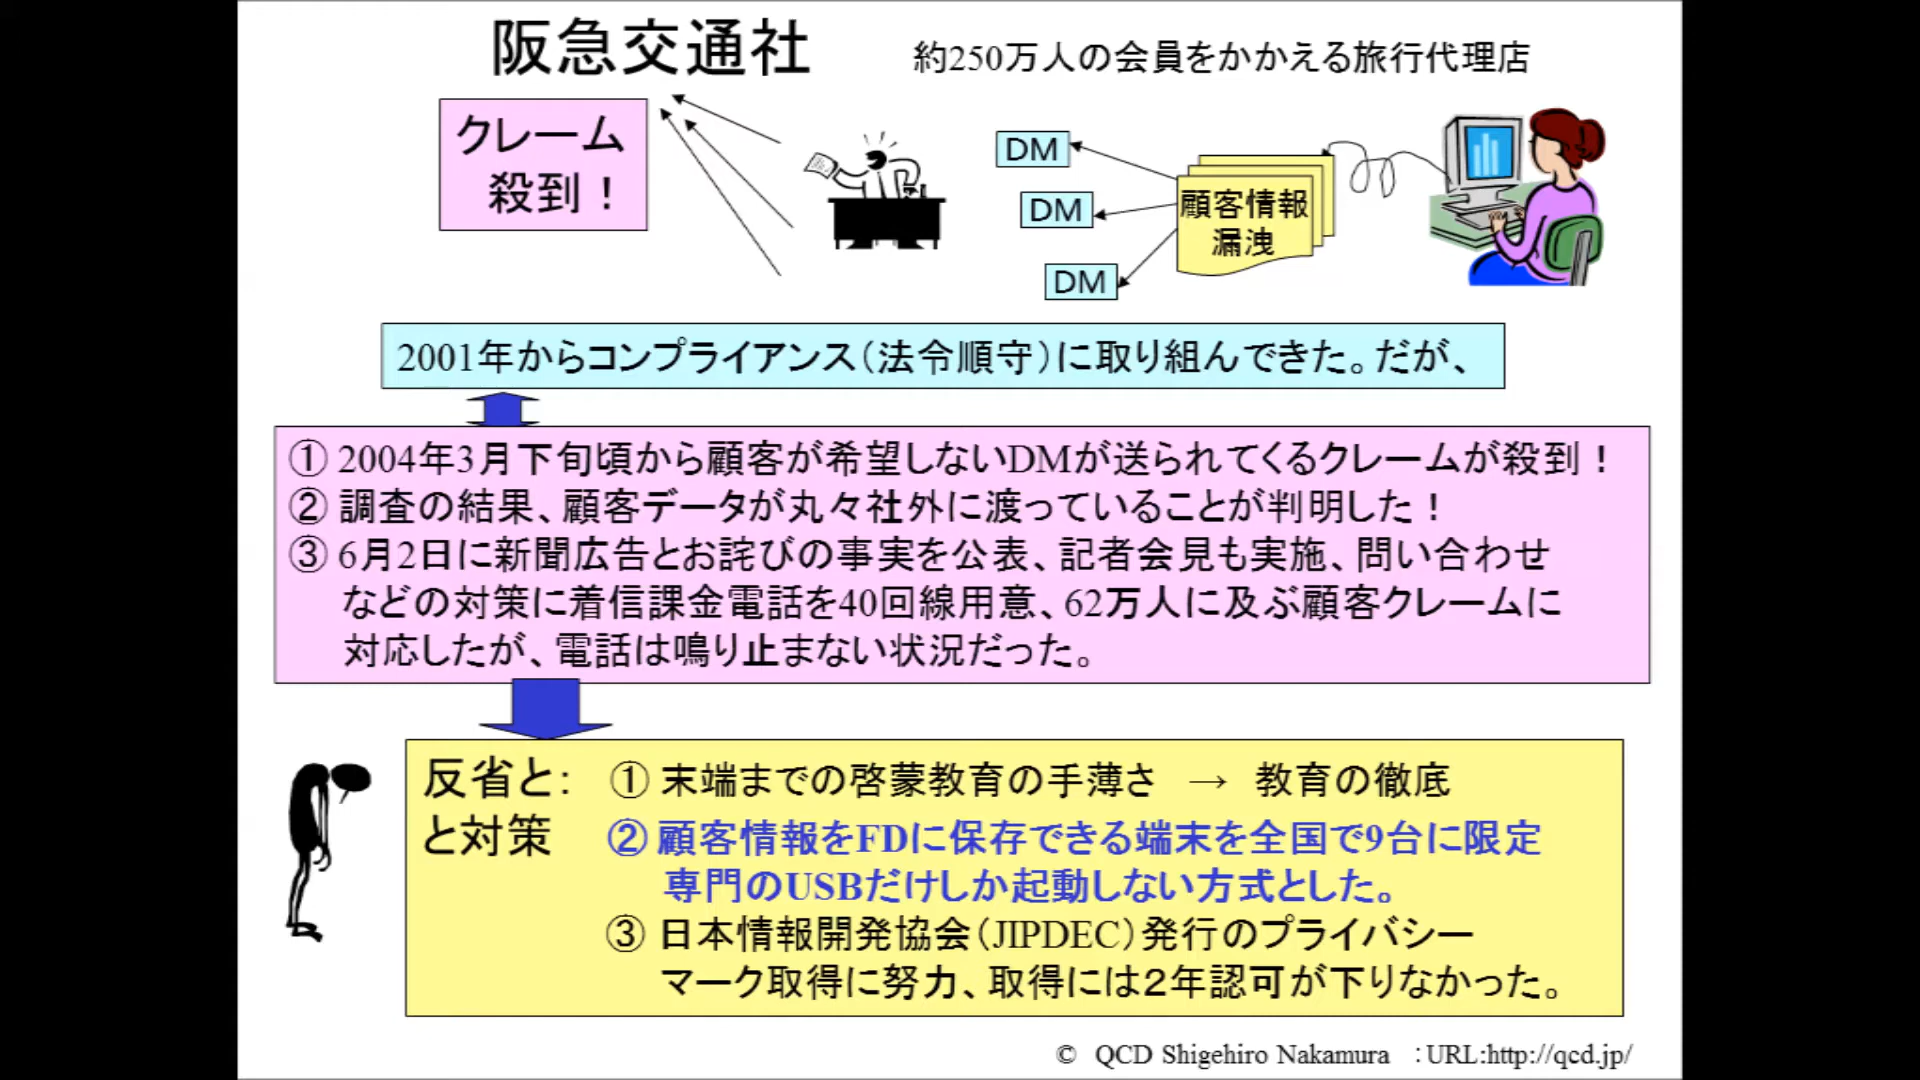 阪急交通社
約250万人の会員をかかえる旅行代理店
クレーム
殺到！
DM
DM
DM
顧客情報
漏洩
2001年からコンプライアンス（法令順守）に取り組んできた。だが、
① 2004年3月下旬頃から顧客が希望しないDMが送られてくるクレームが殺到！
② 調査の結果、顧客データが丸々社外に渡っていることが判明した！
③ 6月2日に新聞広告とお詫びの事実を公表、記者会見も実施、問い合わせ
などの対策に着信課金電話を40回線用意、62万人に及ぶ顧客クレームに
対応したが、電話は鳴り止まない状況だった。
反省と：
と対策
① 末端までの啓蒙教育の手薄さ → 教育の徹底
② 顧客情報をFDに保存できる端末を全国で9台に限定
専門のUSBだけしか起動しない方式とした。
③ 日本情報開発協会（JIPDEC）発行のプライバシー
マーク取得に努力、取得には２年認可が下りなかった。
© QCD Shigehiro Nakamura ：URL:http://qcd.jp/